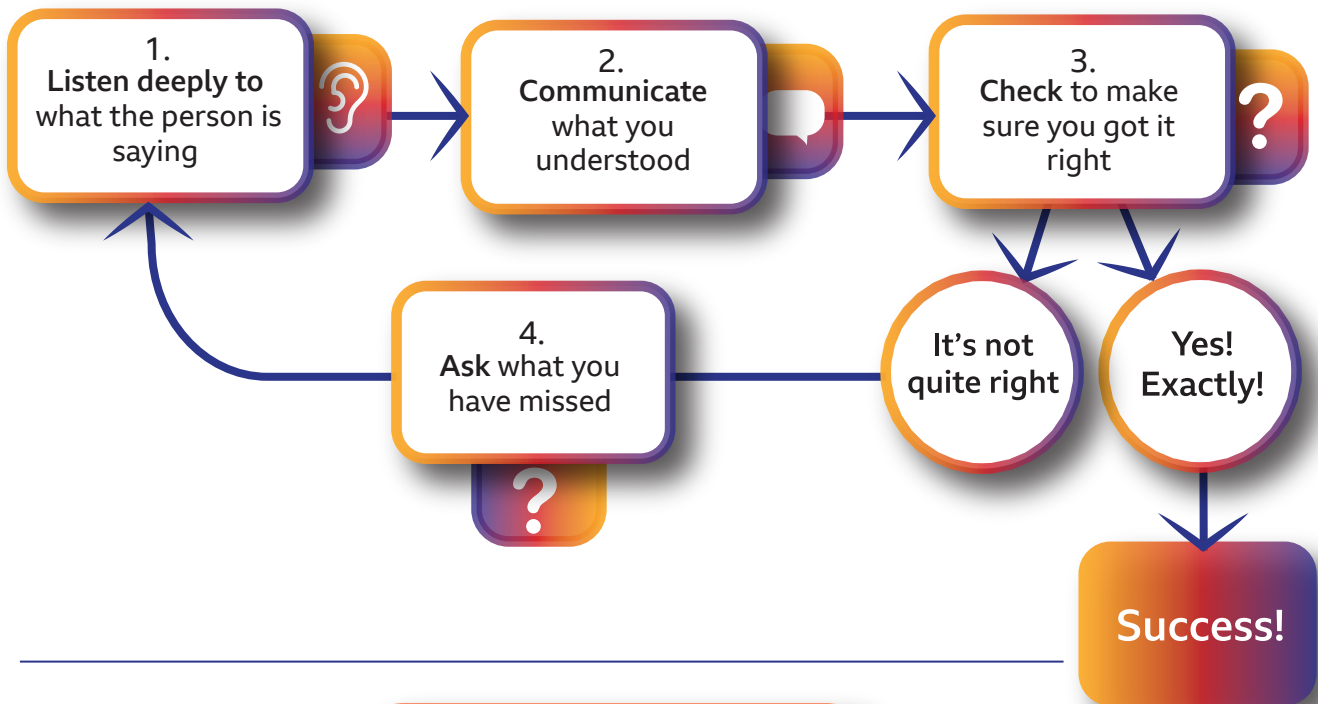 1.
Listen deeply to
what the person is
saying
2.
Communicate
what you
understood
3.
Check to make
sure you got it
right
?
It's not
quite right
Yes!
Exactly!
4.
Ask what you
have missed
?
Success!